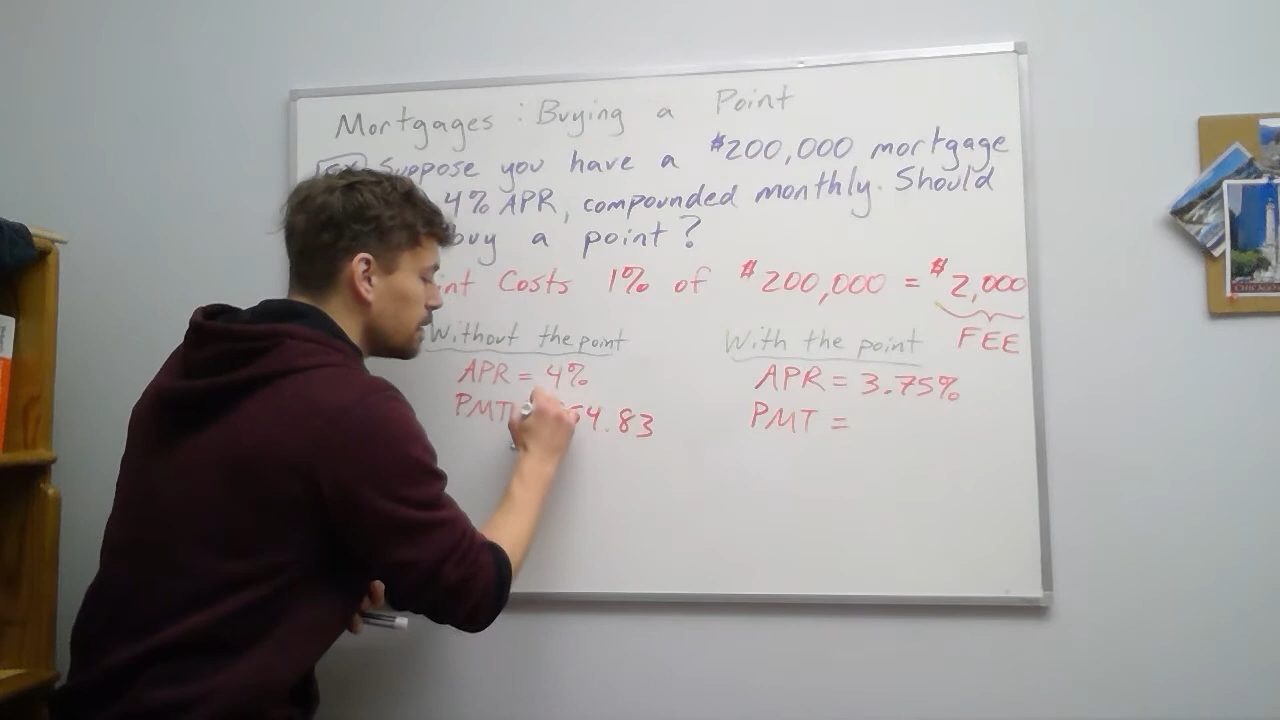 Mortgages : Buying a Point
Ex Suppose you have a $200,000 mortgage
4% APR, compounded monthly. Should
buy a point?
Costs 1% of $200,000 = $2,000
FEE
Without the point
APR = 4%
PMT 54.83
With the point
APR = 3.75%
PMT =